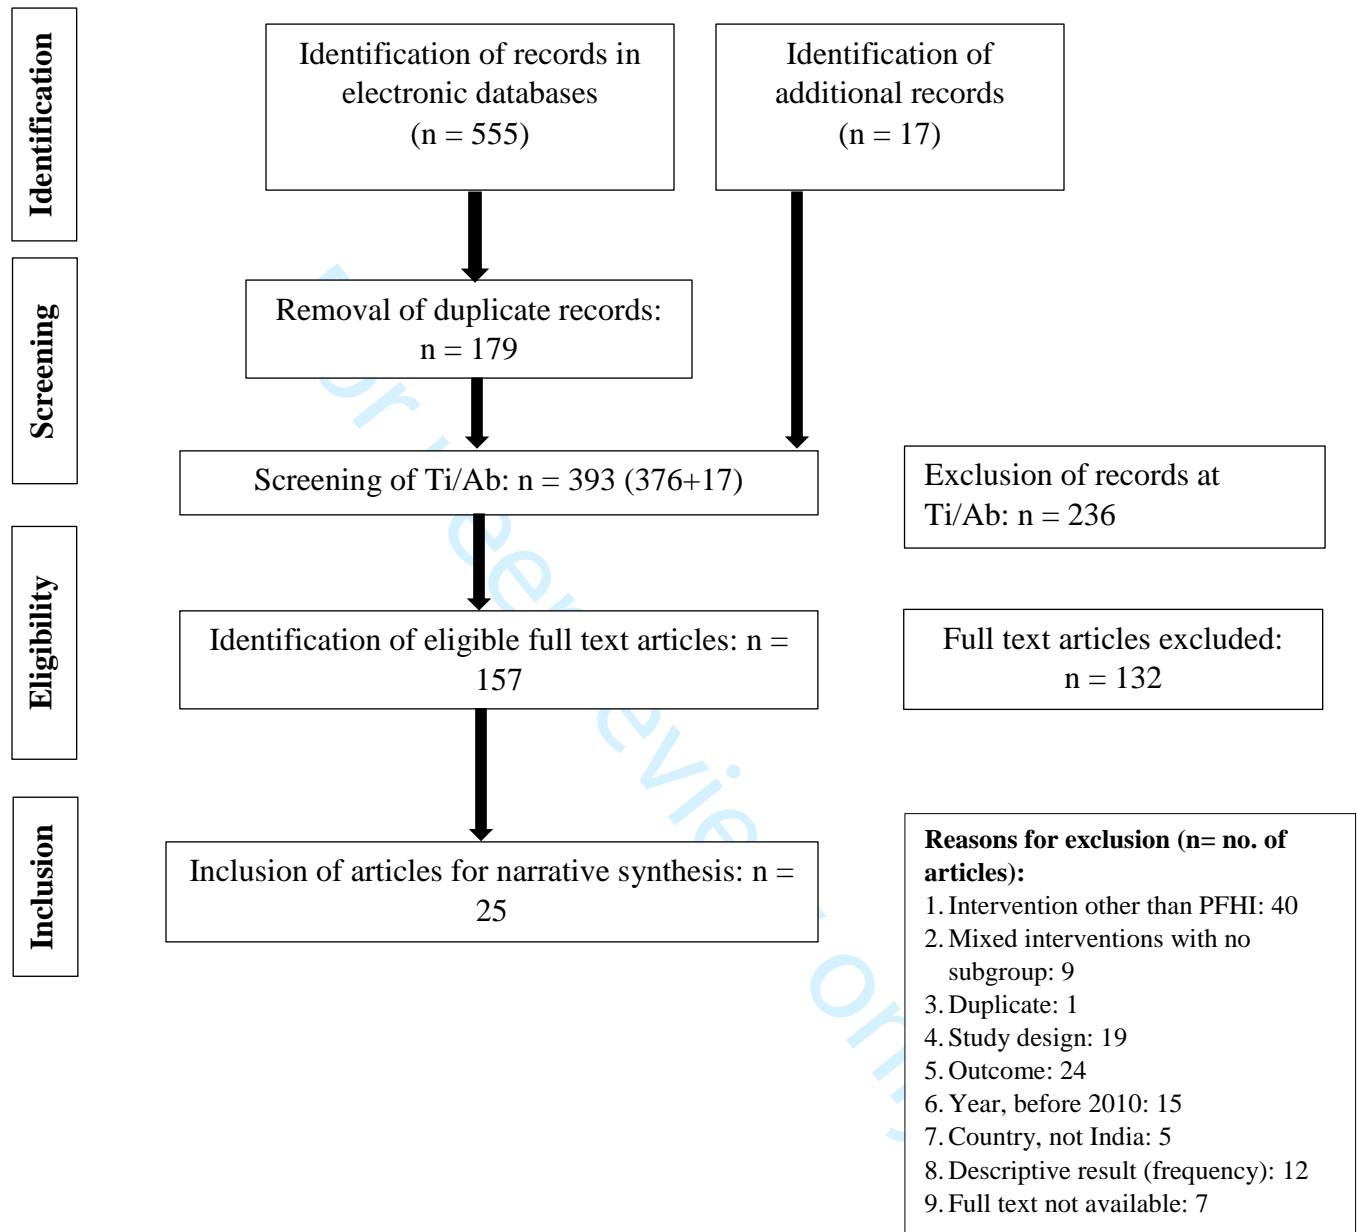 Identification
Identification of records in
electronic databases
(n = 555)
Identification of
additional records
(n = 17)
Screening
Removal of duplicate records:
n = 179
Screening of Ti/Ab: n = 393 (376+17)
Exclusion of records at
Ti/Ab: n = 236
Eligibility
Identification of eligible full text articles: n =
157
Full text articles excluded:
n = 132
Inclusion
Inclusion of articles for narrative synthesis: n =
25
Reasons for exclusion (n= no. of
articles):
1. Intervention other than PFHI: 40
2. Mixed interventions with no
subgroup: 9
3. Duplicate: 1
4. Study design: 19
5. Outcome: 24
6. Year, before 2010: 15
7. Country, not India: 5
8. Descriptive result (frequency): 12
9. Full text not available: 7